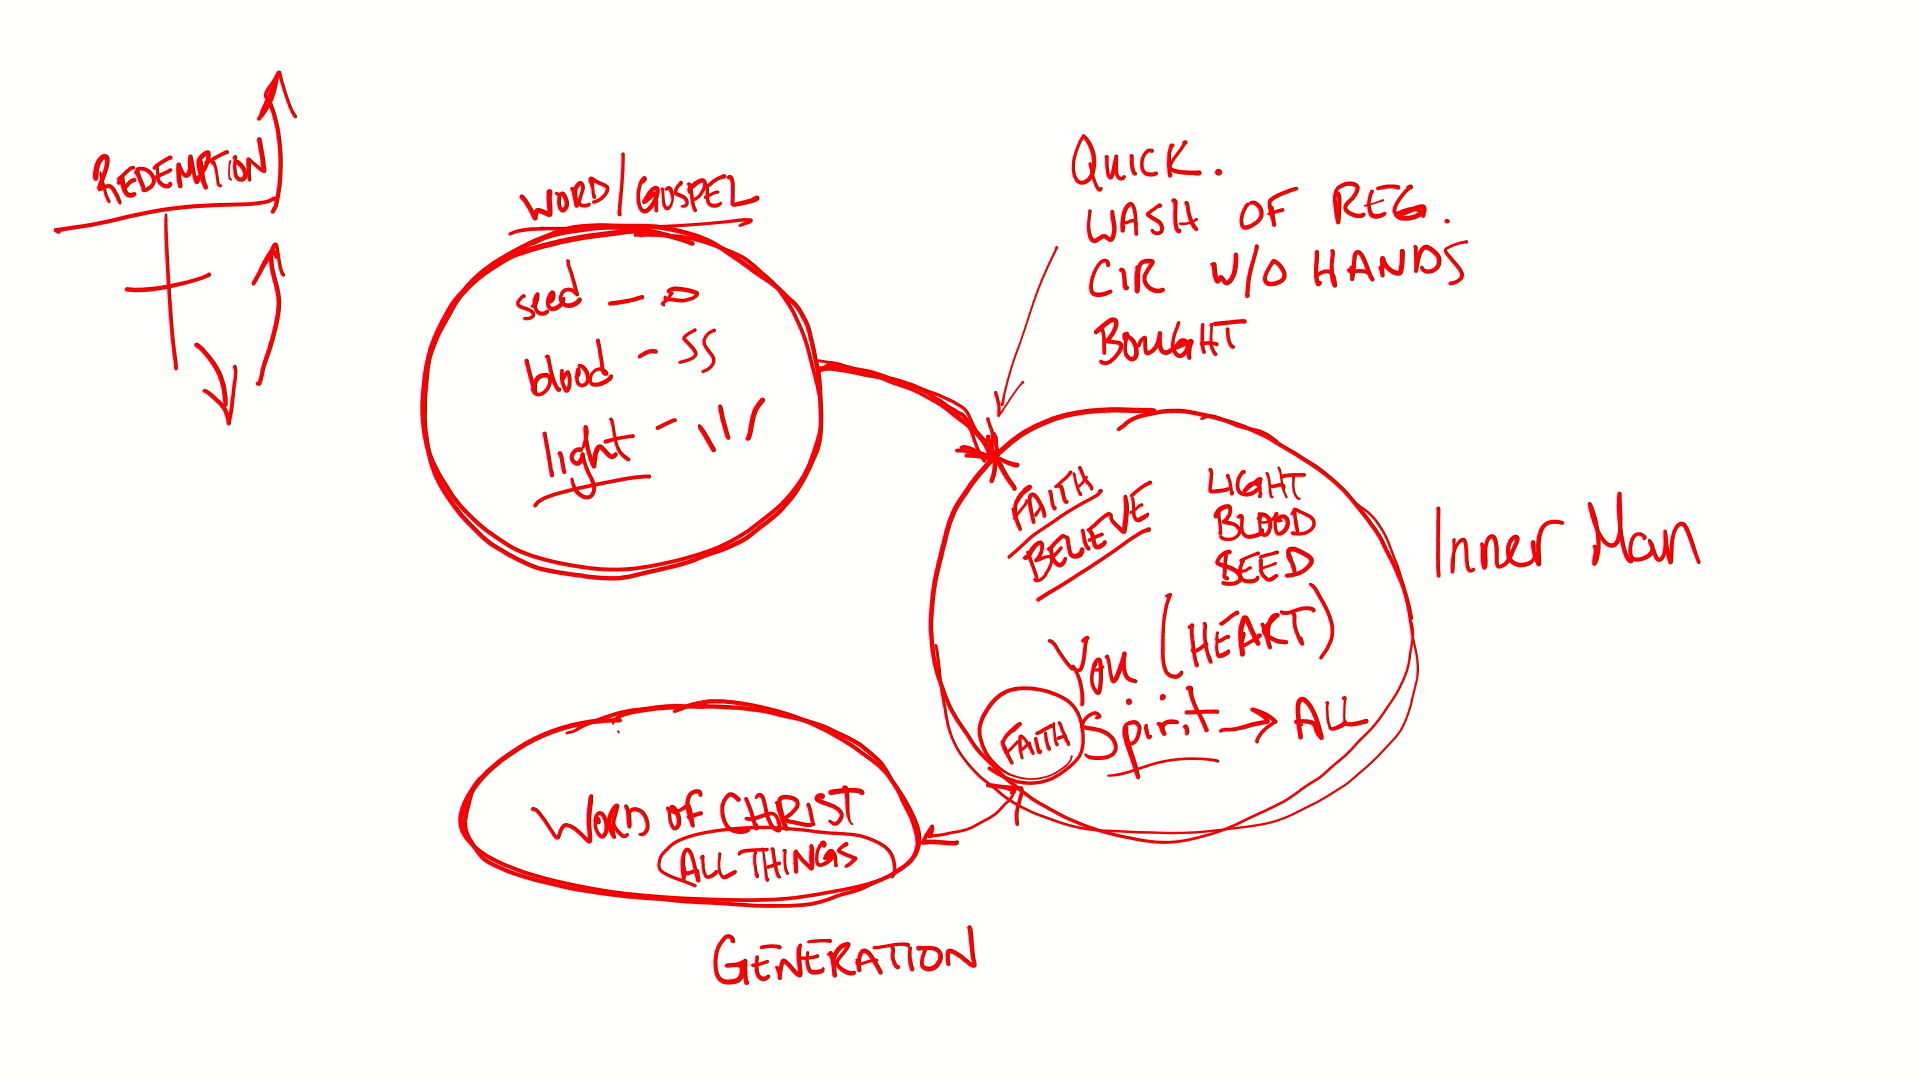 REDEMPTION
WORD/GOSPEL
seed
blood
light
QUICK.
WASH OF REG.
CIR W/O HANDS
BOUGHT
FAITH
BELIEVE
LIGHT
BLOOD
SEED
YOU (HEART)
FAITH
Spirit → ALL
Inner Man
WORD OF CHRIST
ALL THINGS
GENERATION